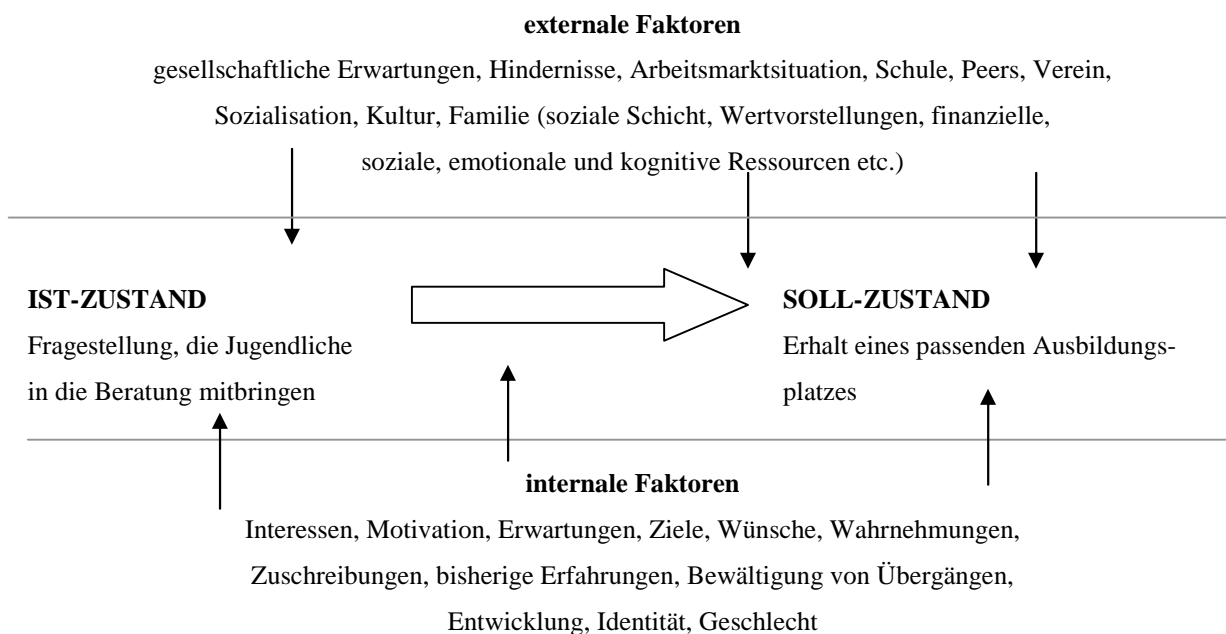 externale Faktoren
gesellschaftliche Erwartungen, Hindernisse, Arbeitsmarktsituation, Schule, Peers, Verein,
Sozialisation, Kultur, Familie (soziale Schicht, Wertvorstellungen, finanzielle,
soziale, emotionale und kognitive Ressourcen etc.)
IST-ZUSTAND
Fragestellung, die Jugendliche
in die Beratung mitbringen
SOLL-ZUSTAND
Erhalt eines passenden Ausbildungs-
platzes
internale Faktoren
Interessen, Motivation, Erwartungen, Ziele, Wünsche, Wahrnehmungen,
Zuschreibungen, bisherige Erfahrungen, Bewältigung von Übergängen,
Entwicklung, Identität, Geschlecht